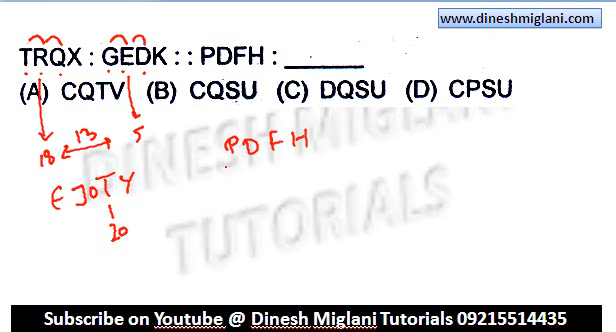 www.dineshmiglani.com
TRQX : GEDK : : PDFH : ______
(A) CQTV (B) CQSU (C) DQSU (D) CPSU
13
18
5
PDFH
EJOTY
20
DINESH MIGLANI
TUTORIALS
Subscribe on Youtube @ Dinesh Miglani Tutorials 09215514435